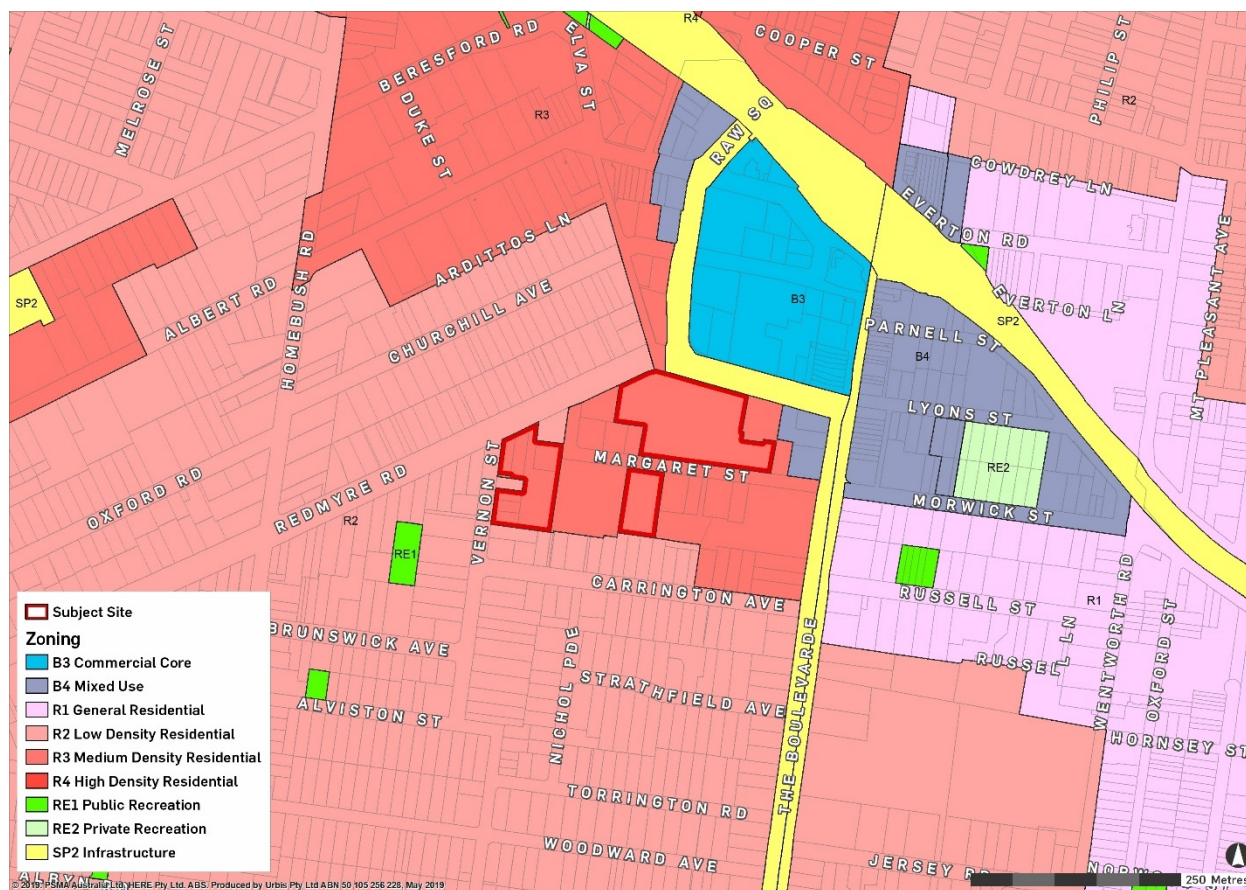 R4
COOPER ST
PHILIP ST
R2
BERESFORD RD
ELVA ST
MELROSE ST
DUKE ST
R3
RAW SQ
COWDREY LN
EVERTON RD
MT PLEASANT AVE
ARDITTOS LN
HOMEBUSH RD
SP2
ALBERT RD
CHURCHILL AVE
B3
EVERTON LN
SP2
PARNELL ST
B4
LYONS ST
MARGARET ST
RE2
MORWICK ST
OXFORD RD
REDMYRE RD
VERNON ST
R2
RE1
CARRINGTON AVE
RUSSELL ST
R1
WENTWORTH RD
OXFORD ST
RUSSELL LN
BRUNSWICK AVE
NICHOL PDE
STRATHFIELD AVE
THE BOULEVARDE
ALVISTON ST
HORNSEY ST
TORRINGTON RD
WOODWARD AVE
JERSEY RD
Subject Site
Zoning
B3 Commercial Core
B4 Mixed Use
R1 General Residential
R2 Low Density Residential
R3 Medium Density Residential
R4 High Density Residential
RE1 Public Recreation
RE2 Private Recreation
SP2 Infrastructure
© 2019. PSMA Australia Ltd, HERE Pty Ltd. ABS. Produced by Urbis Pty Ltd ABN 50 105 256 228, May 2019
250 Metres